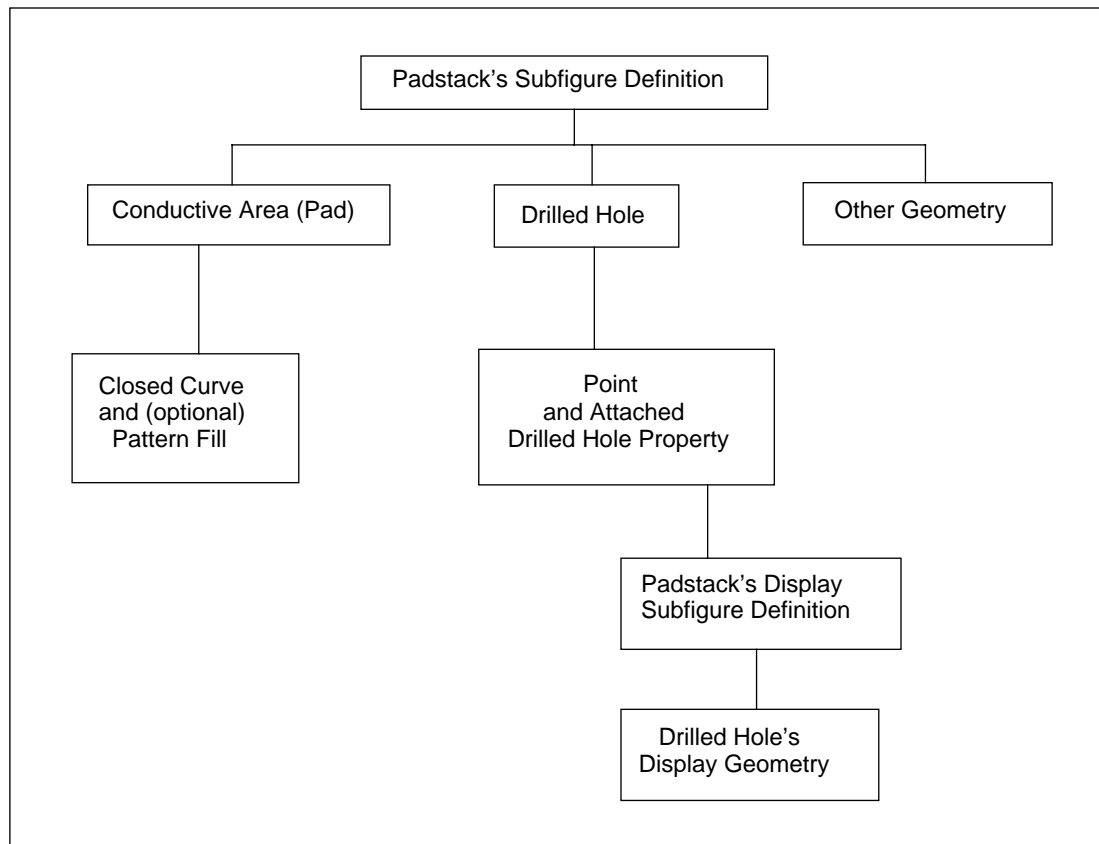 Padstack’s Subfigure Definition
Conductive Area (Pad)
Drilled Hole
Other Geometry
Closed Curve
and (optional)
Pattern Fill
Point
and Attached
Drilled Hole Property
Padstack’s Display
Subfigure Definition
Drilled Hole’s
Display Geometry